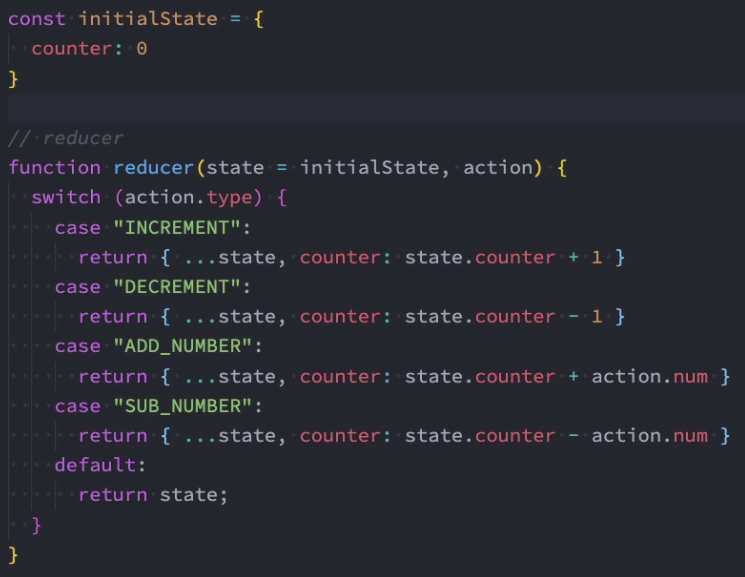 const initialState = {
  counter: 0
}

// reducer
function reducer(state = initialState, action) {
  switch (action.type) {
    case "INCREMENT":
      return { ...state, counter: state.counter + 1 }
    case "DECREMENT":
      return { ...state, counter: state.counter - 1 }
    case "ADD_NUMBER":
      return { ...state, counter: state.counter + action.num }
    case "SUB_NUMBER":
      return { ...state, counter: state.counter - action.num }
    default:
      return state;
  }
}